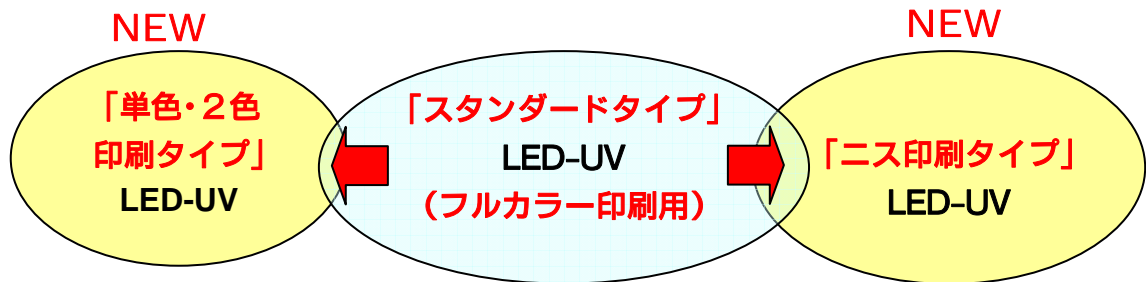 NEW
「単色・２色
印刷タイプ」
LED-UV
「スタンダードタイプ」
LED-UV
（フルカラー印刷用）
NEW
「ニス印刷タイプ」
LED-UV